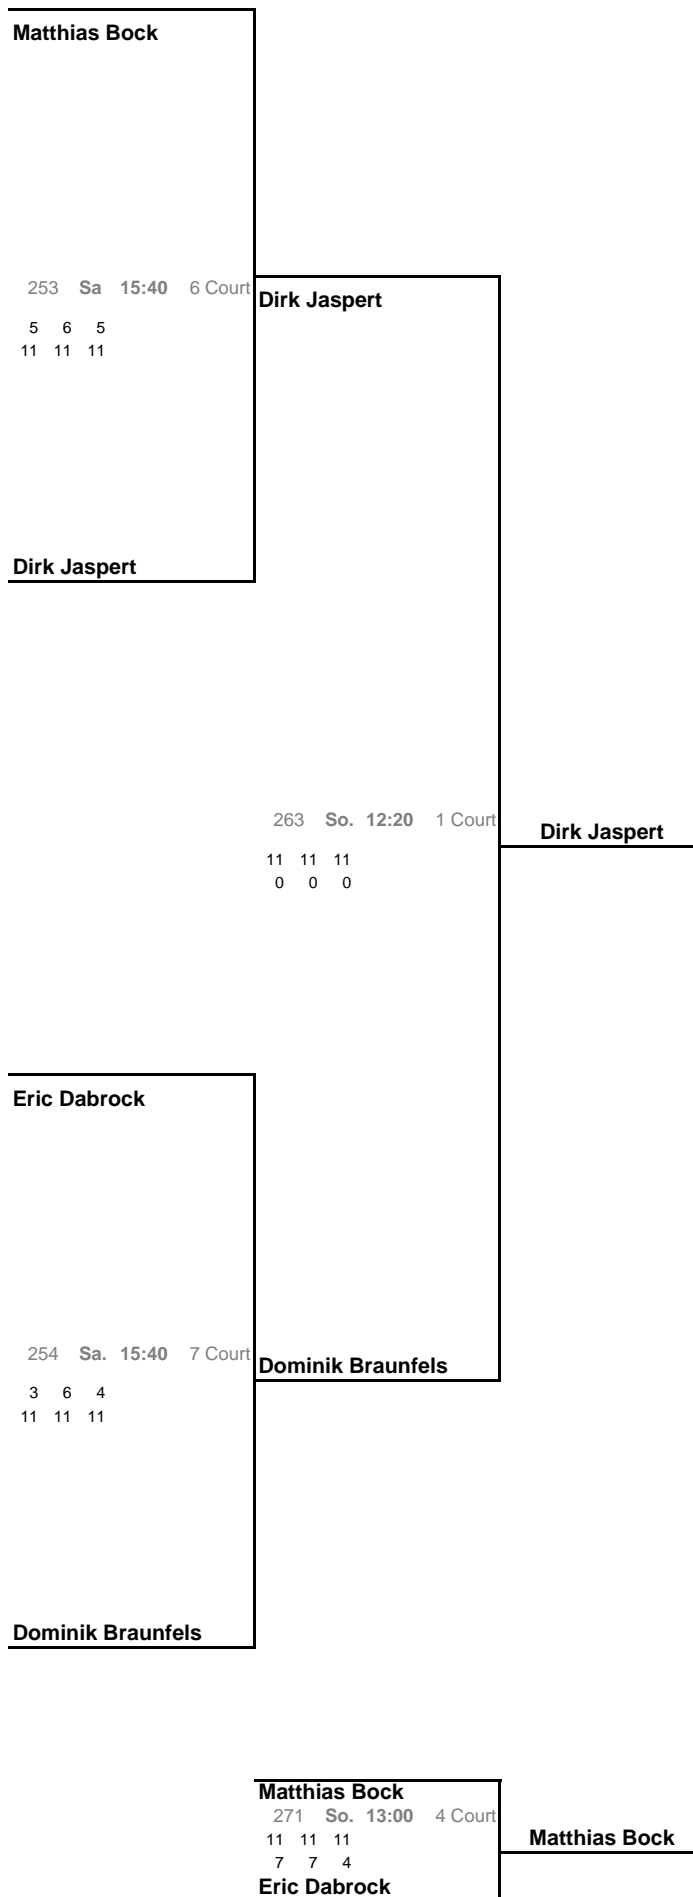 Matthias Bock
253 Sa 15:40 6 Court
Dirk Jaspert
5 6 5
11 11 11
Dirk Jaspert
263 So. 12:20 1 Court
Dirk Jaspert
11 11 11
0 0 0
Eric Dabrock
254 Sa. 15:40 7 Court
Dominik Braunfels
3 6 4
11 11 11
Dominik Braunfels
Matthias Bock
271 So. 13:00 4 Court
11 11 11
Matthias Bock
7 7 4
Eric Dabrock